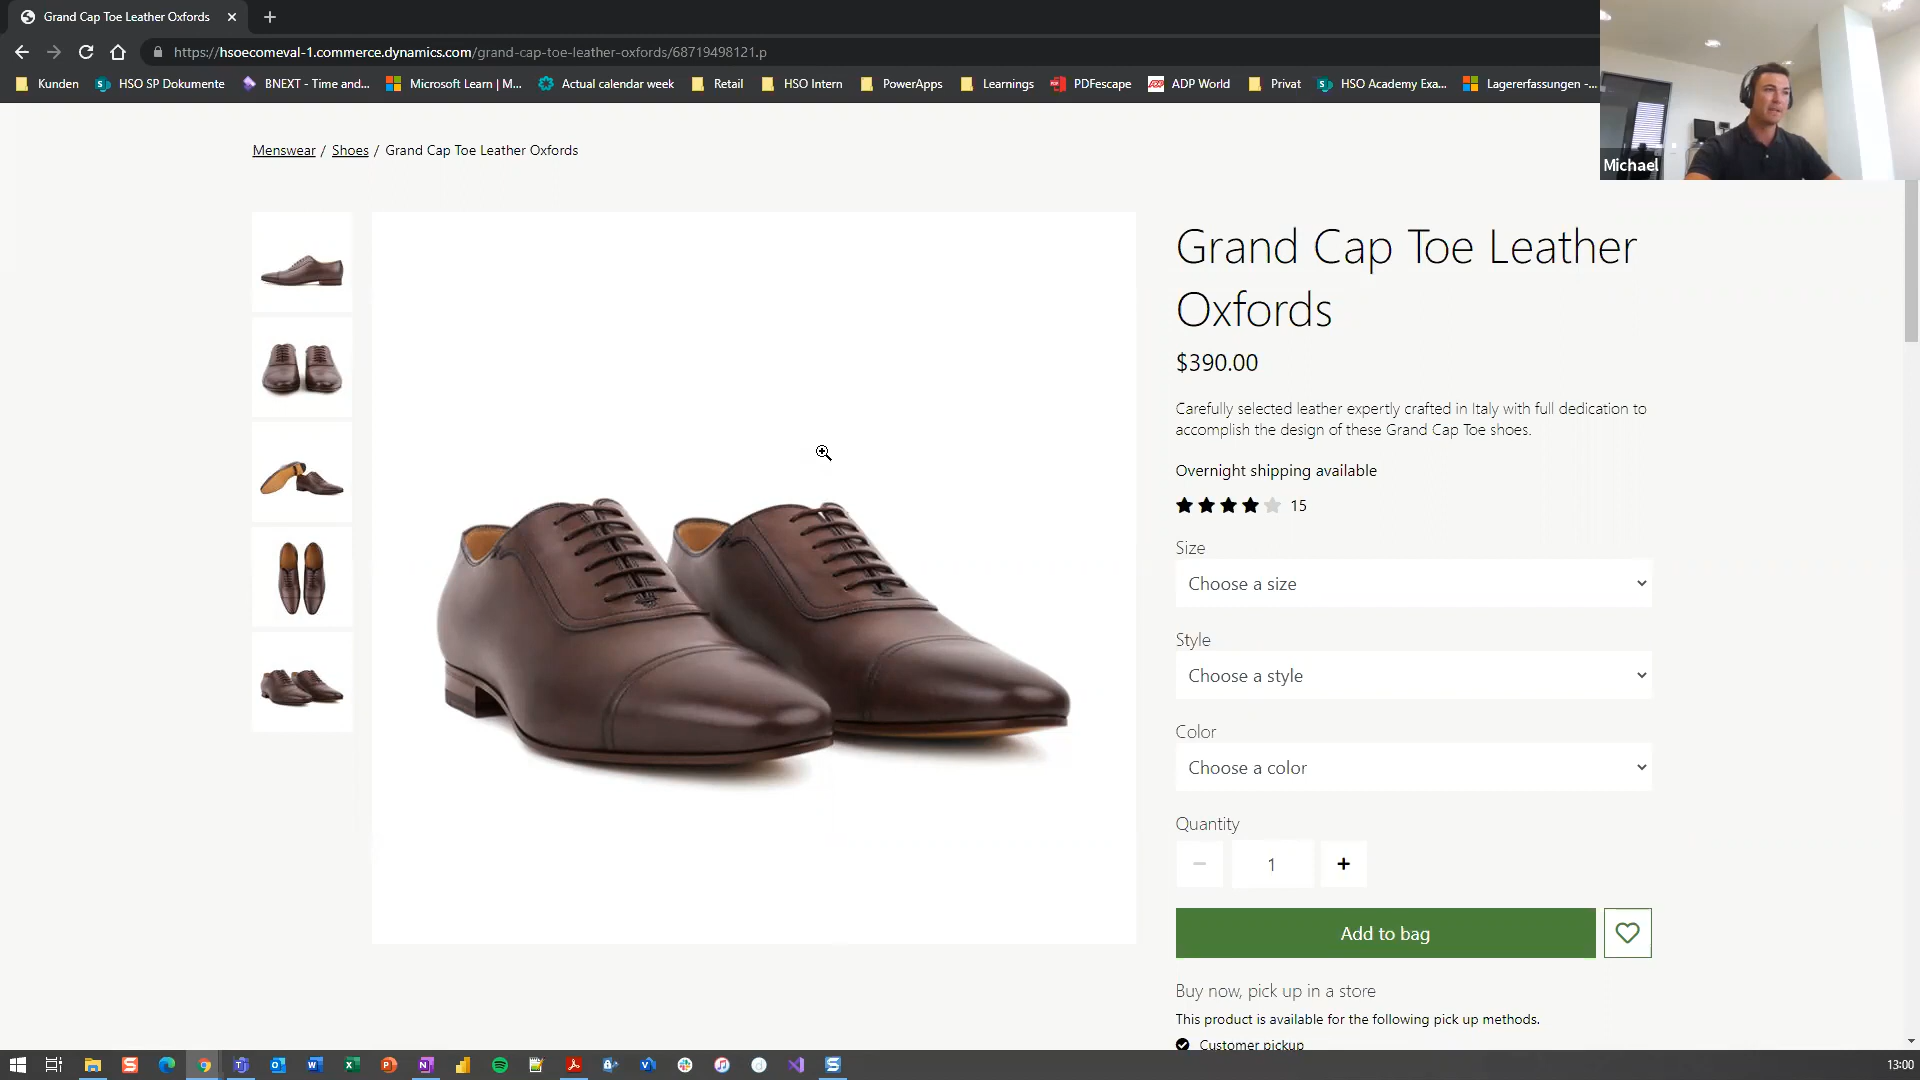 Grand Cap Toe Leather Oxfords
https://hsoecomeval-1.commerce.dynamics.com/grand-cap-toe-leather-oxfords/68719498121.p
Kunden
HSO SP Dokumente
BNEXT - Time and...
Microsoft Learn | M...
Actual calendar week
Retail
HSO Intern
PowerApps
Learnings
PDFescape
ADP World
Privat
HSO Academy Exa...
Lagererfassungen -...
Michael
Menswear / Shoes / Grand Cap Toe Leather Oxfords
Grand Cap Toe Leather
Oxfords
$390.00
Carefully selected leather expertly crafted in Italy with full dedication to
accomplish the design of these Grand Cap Toe shoes.
Overnight shipping available
15
Size
Choose a size
Style
Choose a style
Color
Choose a color
Quantity
1
Add to bag
Buy now, pick up in a store
This product is available for the following pick up methods.
Customer pickup
13:00